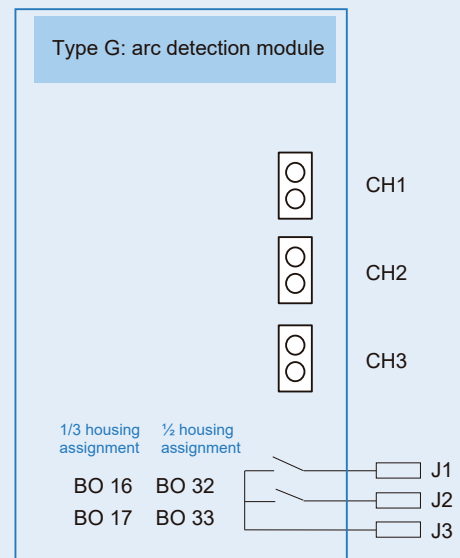 Type G: arc detection module
CH1
CH2
CH3
1/3 housing ½ housing
assignment assignment
BO 16 BO 32
BO 17 BO 33
J1
J2
J3